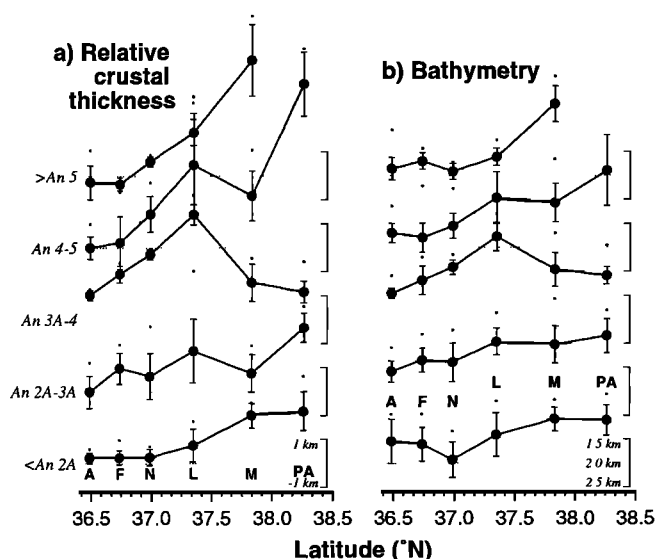 a) Relative
crustal
thickness
b) Bathymetry
>An 5
An 4-5
An 3A-4
An 2A-3A
<An 2A
A F N L M PA
1 km
-1 km
A F N L M PA
1 5 km
2 0 km
2 5 km
36.5 37.0 37.5 38.0 38.5
36.5 37.0 37.5 38.0 38.5
Latitude (°N)